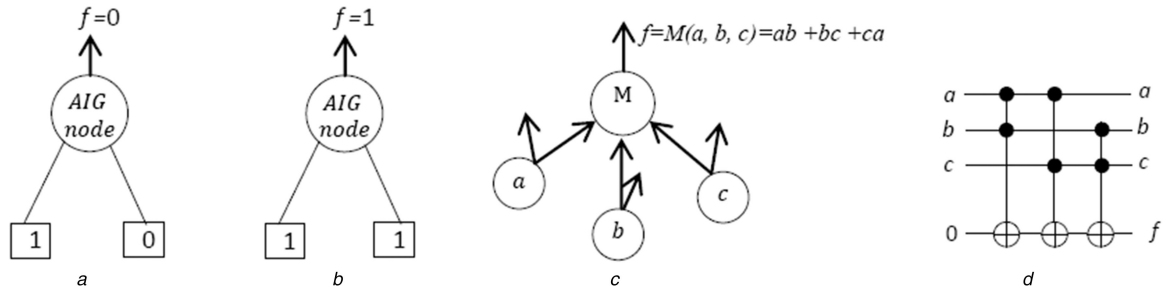 f=0
AIG
node
1 0
a
f=1
AIG
node
1 1
b
f=M(a, b, c)=ab +bc +ca
M
a
b
c
c
a a
b b
c c
0 f
d